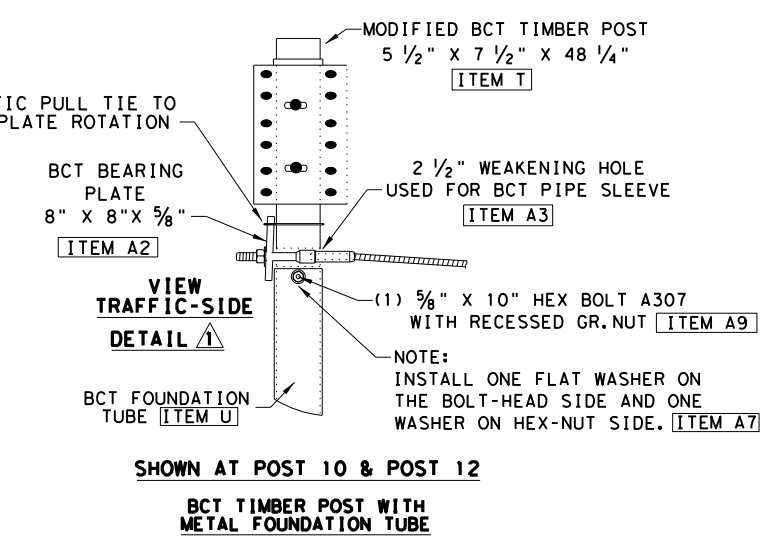 MODIFIED BCT TIMBER POST
5 1/2" X 7 1/2" X 48 1/4"
ITEM T
TIC PULL TIE TO
PLATE ROTATION
BCT BEARING
PLATE
8" X 8"X 5/8"
ITEM A2
2 1/2" WEAKENING HOLE
USED FOR BCT PIPE SLEEVE
ITEM A3
VIEW
TRAFFIC-SIDE
DETAIL 1
(1) 5/8" X 10" HEX BOLT A307
WITH RECESSED GR.NUT ITEM A9
NOTE:
INSTALL ONE FLAT WASHER ON
THE BOLT-HEAD SIDE AND ONE
WASHER ON HEX-NUT SIDE. ITEM A7
BCT FOUNDATION
TUBE ITEM U
SHOWN AT POST 10 & POST 12
BCT TIMBER POST WITH
METAL FOUNDATION TUBE